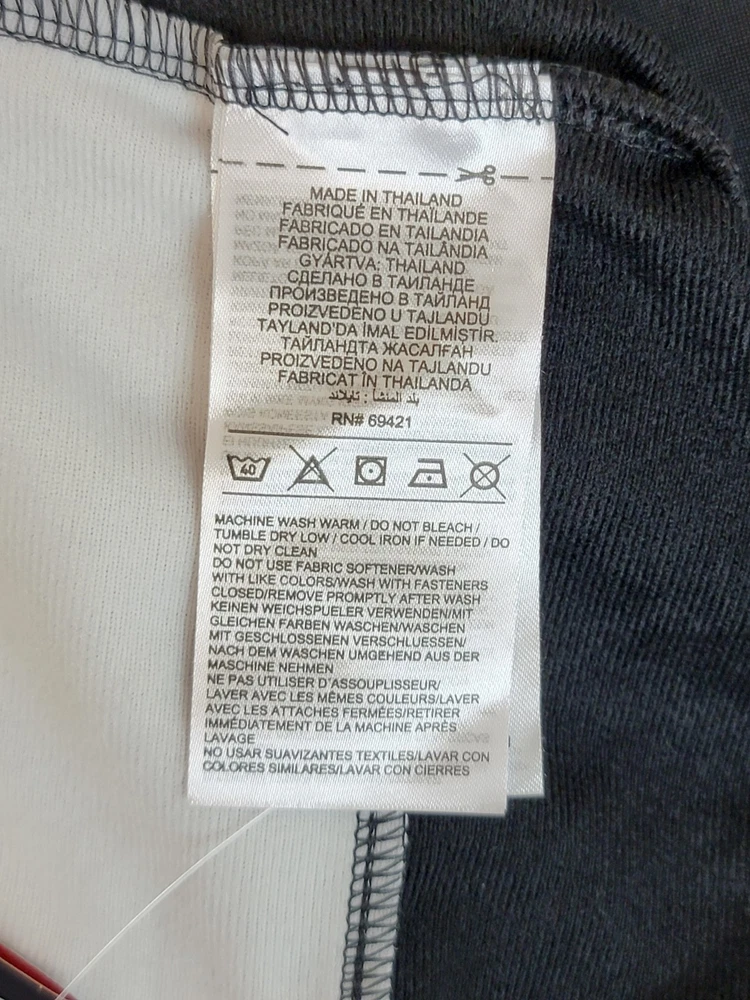 MADE IN THAILAND
FABRIQUÉ EN THAÏLANDE
FABRICADO EN TAILANDIA
FABRICADO NA TAILÂNDIA
GYÁRTVA: THAILAND
СДЕЛАНО В ТАИЛАНДЕ
ПРОИЗВЕДЕНО В ТАЙЛАНД
PROIZVEDENO U TAJLANDU
TAYLAND'DA İMAL EDİLMİŞTİR.
ТАЙЛАНДТА ЖАСАЛҒАН
PROIZVEDENO NA TAJLANDU
FABRICAT ÎN THAILANDA
بلد المنشأ : تايلاند
RN# 69421
40
MACHINE WASH WARM / DO NOT BLEACH /
TUMBLE DRY LOW / COOL IRON IF NEEDED / DO
NOT DRY CLEAN
DO NOT USE FABRIC SOFTENER/WASH
WITH LIKE COLORS/WASH WITH FASTENERS
CLOSED/REMOVE PROMPTLY AFTER WASH
KEINEN WEICHSPUELER VERWENDEN/MIT
GLEICHEN FARBEN WASCHEN/WASCHEN
MIT GESCHLOSSENEN VERSCHLUESSEN/
NACH DEM WASCHEN UMGEHEND AUS DER
MASCHINE NEHMEN
NE PAS UTILISER D'ASSOUPLISSEUR/
LAVER AVEC LES MÊMES COULEURS/LAVER
AVEC LES ATTACHES FERMÉES/RETIRER
IMMÉDIATEMENT DE LA MACHINE APRÈS
LAVAGE
NO USAR SUAVIZANTES TEXTILES/LAVAR CON
COLORES SIMILARES/LAVAR CON CIERRES